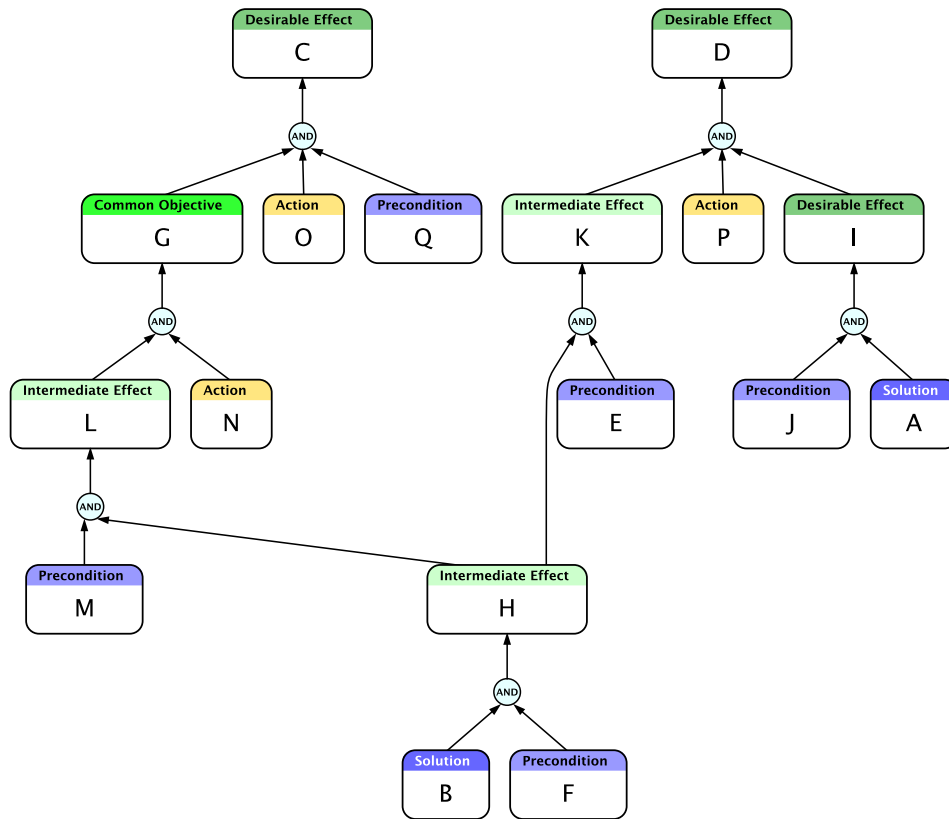 Desirable Effect
C
Desirable Effect
D
AND
AND
Common Objective
G
Action
O
Precondition
Q
Intermediate Effect
K
Action
P
Desirable Effect
I
AND
AND
AND
Intermediate Effect
L
Action
N
Precondition
E
Precondition
J
Solution
A
AND
Precondition
M
Intermediate Effect
H
AND
Solution
B
Precondition
F